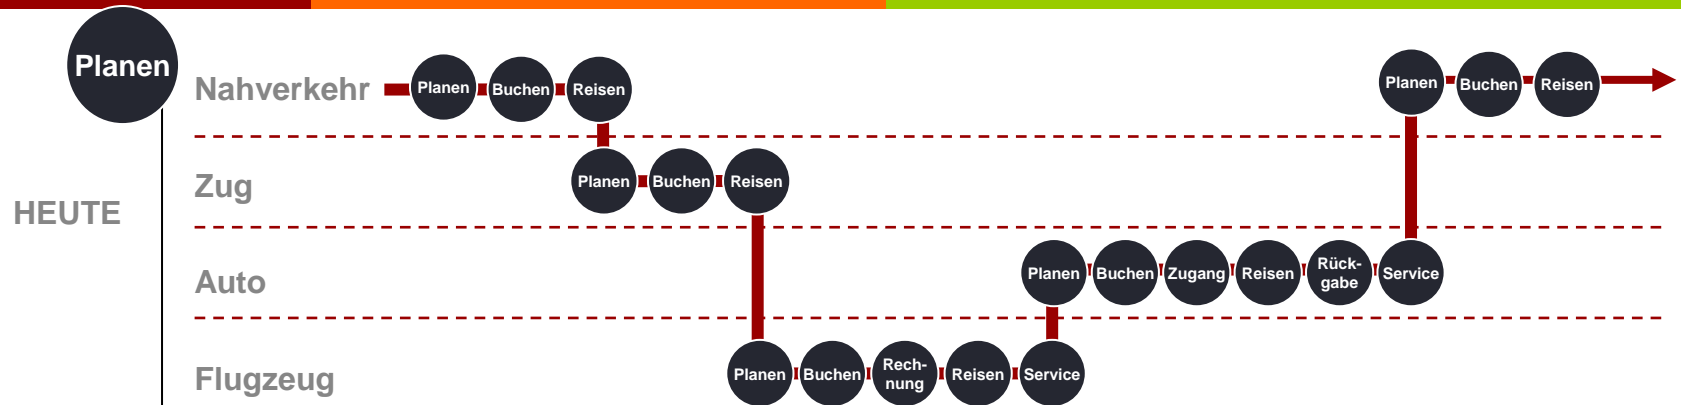 Planen
HEUTE
Nahverkehr Planen Buchen Reisen Planen Buchen Reisen
Zug Planen Buchen Reisen
Auto Planen Buchen Zugang Reisen Rück-
gabe Service
Flugzeug Planen Buchen Rech-
nung Reisen Service